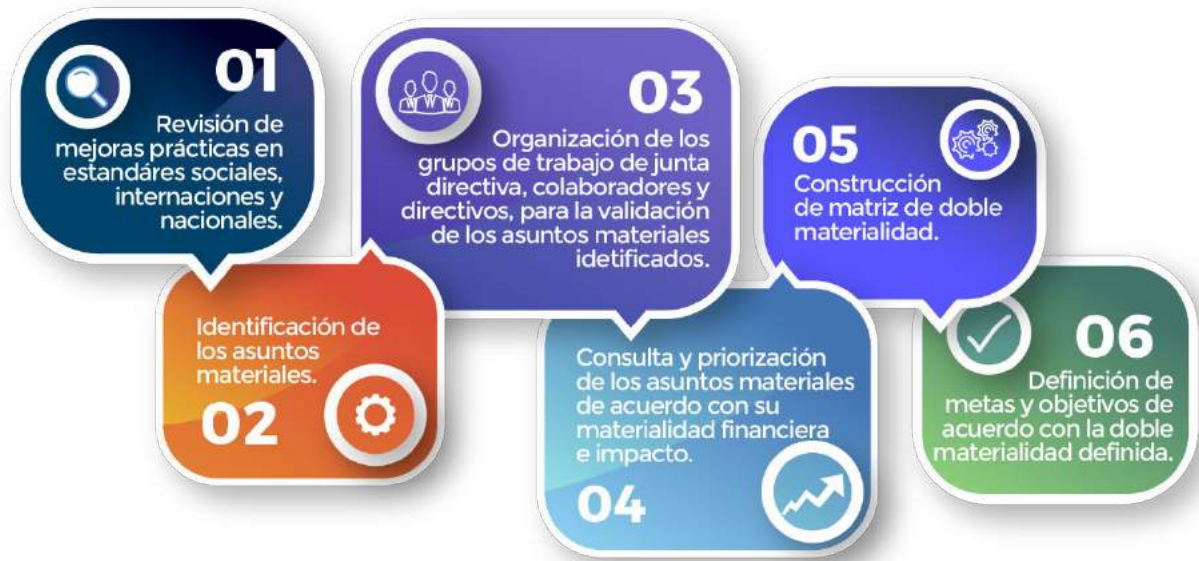 01
Revisión de
mejoras prácticas en
estandáres sociales,
internaciones y
nacionales.
Identificación de
los asuntos
materiales.
02
03
Organización de los
grupos de trabajo de junta
directiva, colaboradores y
directivos, para la validación
de los asuntos materiales
idetificados.
Consulta y priorización
de los asuntos materiales
de acuerdo con su
materialidad financiera
e impacto.
04
05
Construcción
de matriz de doble
materialidad.
06
Definición de
metas y objetivos de
acuerdo con la doble
materialidad definida.